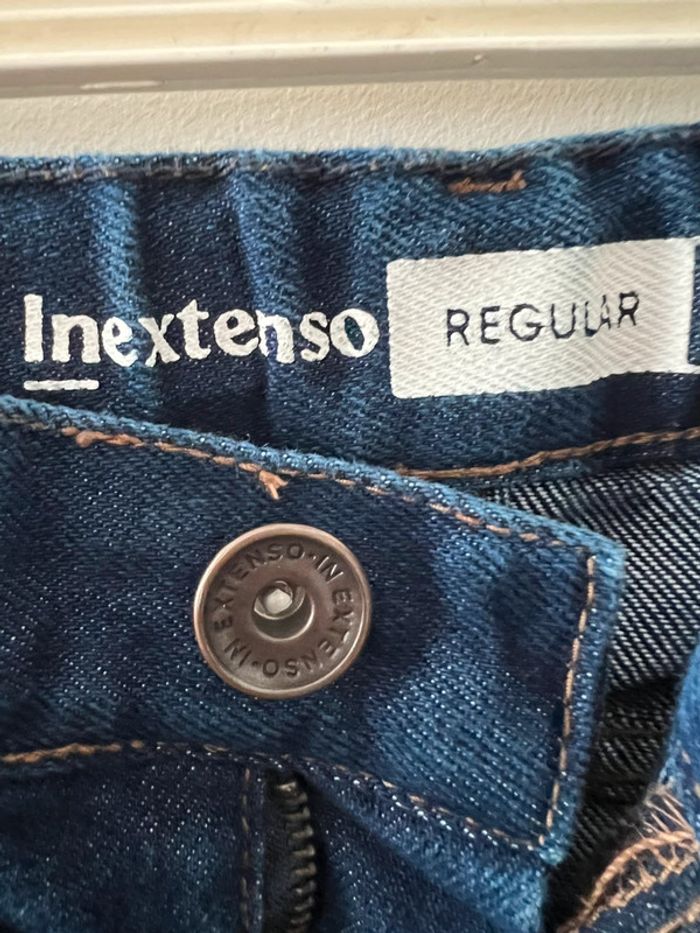 Inextenso REGULAR
IN EXTENSO · IN EXTENSO ·